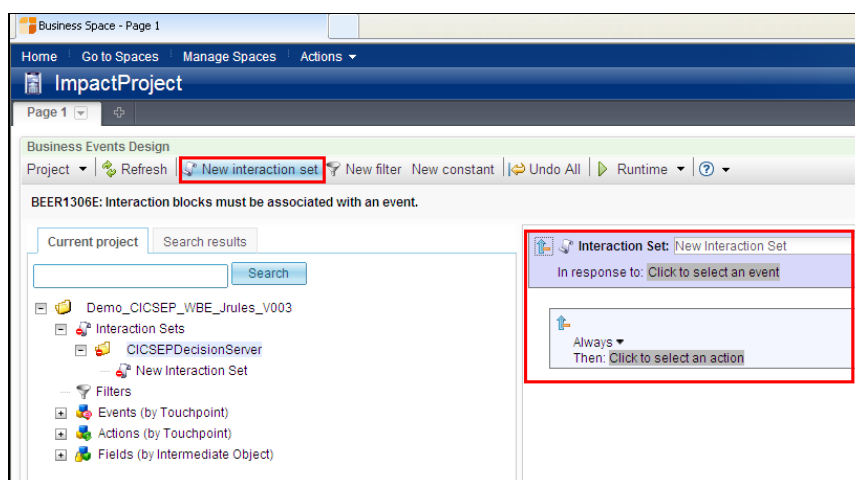 Business Space - Page 1
Home Go to Spaces Manage Spaces Actions
ImpactProject
Page 1
Business Events Design
Project Refresh New interaction set New filter New constant Undo All Runtime ?
BEER1306E: Interaction blocks must be associated with an event.
Current project Search results
Search
Demo_CICSEP_WBE_Jrules_V003
Interaction Sets
CICSEPDecisionServer
New Interaction Set
Filters
Events (by Touchpoint)
Actions (by Touchpoint)
Fields (by Intermediate Object)
Interaction Set: New Interaction Set
In response to: Click to select an event
Always
Then: Click to select an action